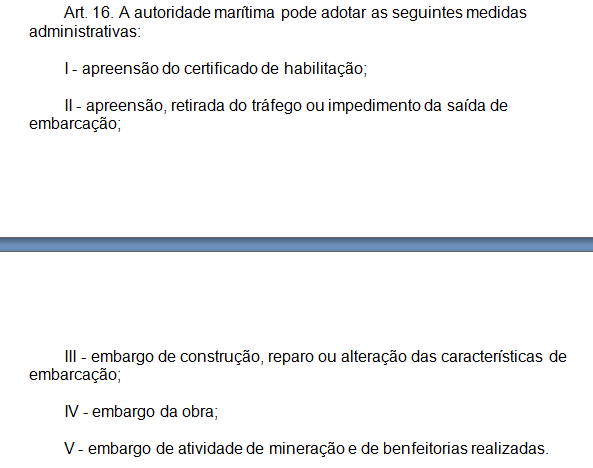 Art. 16. A autoridade marítima pode adotar as seguintes medidas
administrativas:
I - apreensão do certificado de habilitação;
II - apreensão, retirada do tráfego ou impedimento da saída de
embarcação;
III - embargo de construção, reparo ou alteração das características de
embarcação;
IV - embargo da obra;
V - embargo de atividade de mineração e de benfeitorias realizadas.